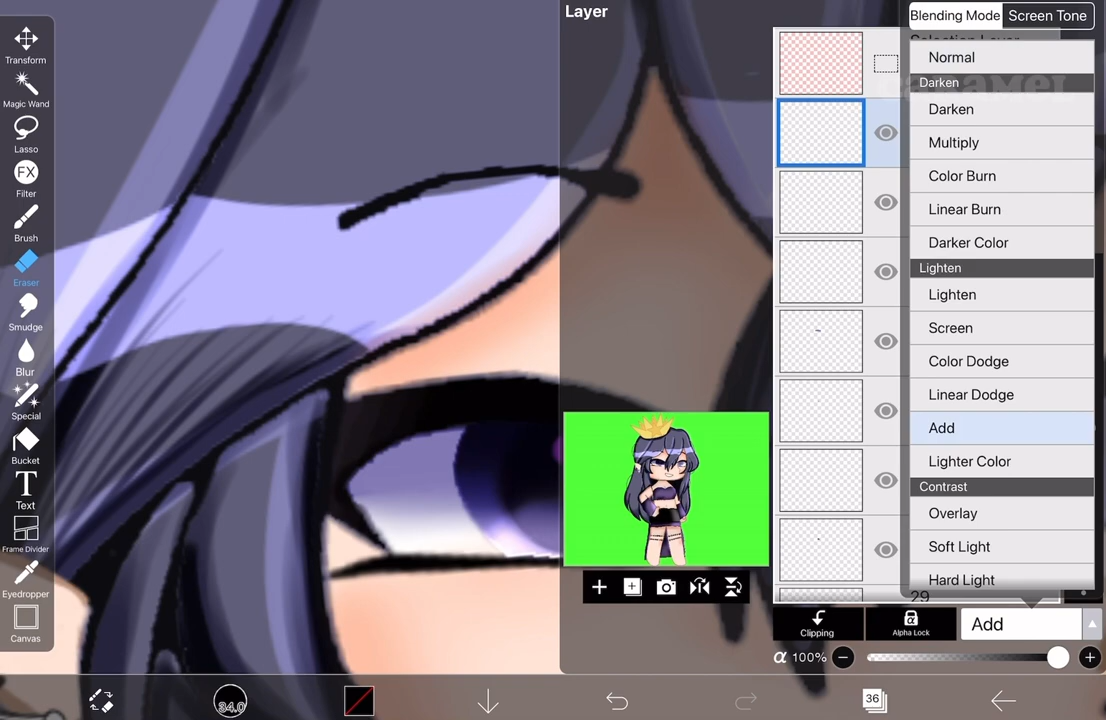 Transform
Magic Wand
Lasso
FX
Filter
Brush
Eraser
Smudge
Blur
Special
Bucket
T
Text
Frame Divider
Eyedropper
Canvas
Layer
Blending Mode
Screen Tone
Selection Layer
Normal
Darken
Darken
Multiply
Color Burn
Linear Burn
Darker Color
Lighten
Lighten
Screen
Color Dodge
Linear Dodge
Add
Lighter Color
Contrast
Overlay
Soft Light
Hard Light
29
Clipping
α
Alpha Lock
Add
α 100%
34.0
36